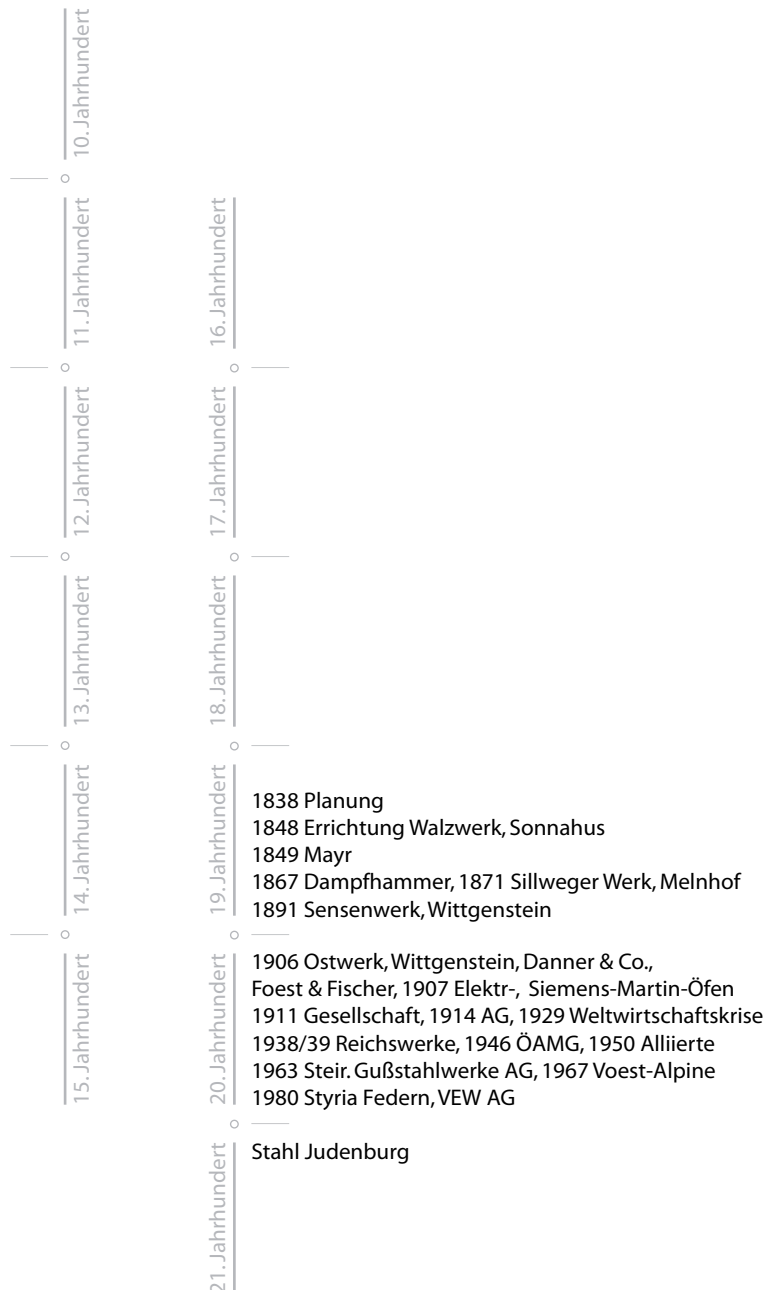 10. Jahrhundert
11. Jahrhundert
12. Jahrhundert
13. Jahrhundert
14. Jahrhundert
15. Jahrhundert
16. Jahrhundert
17. Jahrhundert
18. Jahrhundert
19. Jahrhundert
1838 Planung
1848 Errichtung Walzwerk, Sonnahus
1849 Mayr
1867 Dampfhammer, 1871 Sillweger Werk, Melnhof
1891 Sensenwerk, Wittgenstein
20. Jahrhundert
1906 Ostwerk, Wittgenstein, Danner & Co.,
Foest & Fischer, 1907 Elektr-, Siemens-Martin-Öfen
1911 Gesellschaft, 1914 AG, 1929 Weltwirtschaftskrise
1938/39 Reichswerke, 1946 ÖAMG, 1950 Alliierte
1963 Steir. Gußstahlwerke AG, 1967 Voest-Alpine
1980 Styria Federn, VEW AG
21. Jahrhundert
Stahl Judenburg